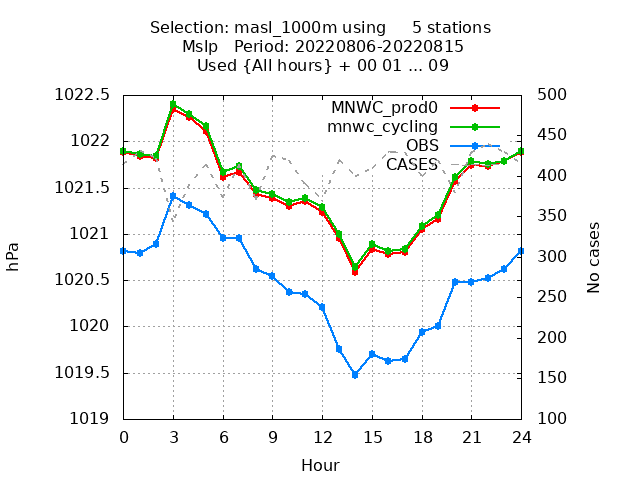 Selection: masl_1000m using     5 stations
Mslp   Period: 20220806-20220815
Used {All hours} + 00 01 ... 09
MNWC_prod0
mnwc_cycling
OBS
CASES
1022.5
1022
1021.5
1021
1020.5
1020
1019.5
1019
hPa
500
450
400
350
300
250
200
150
100
No cases
0 3 6 9 12 15 18 21 24
Hour